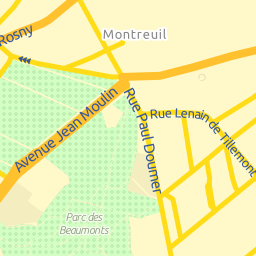 Rosny
Montreuil
Avenue Jean Moulin
Rue Paul Doumer
Rue Lenain de Tillemont
Parc des
Beaumonts